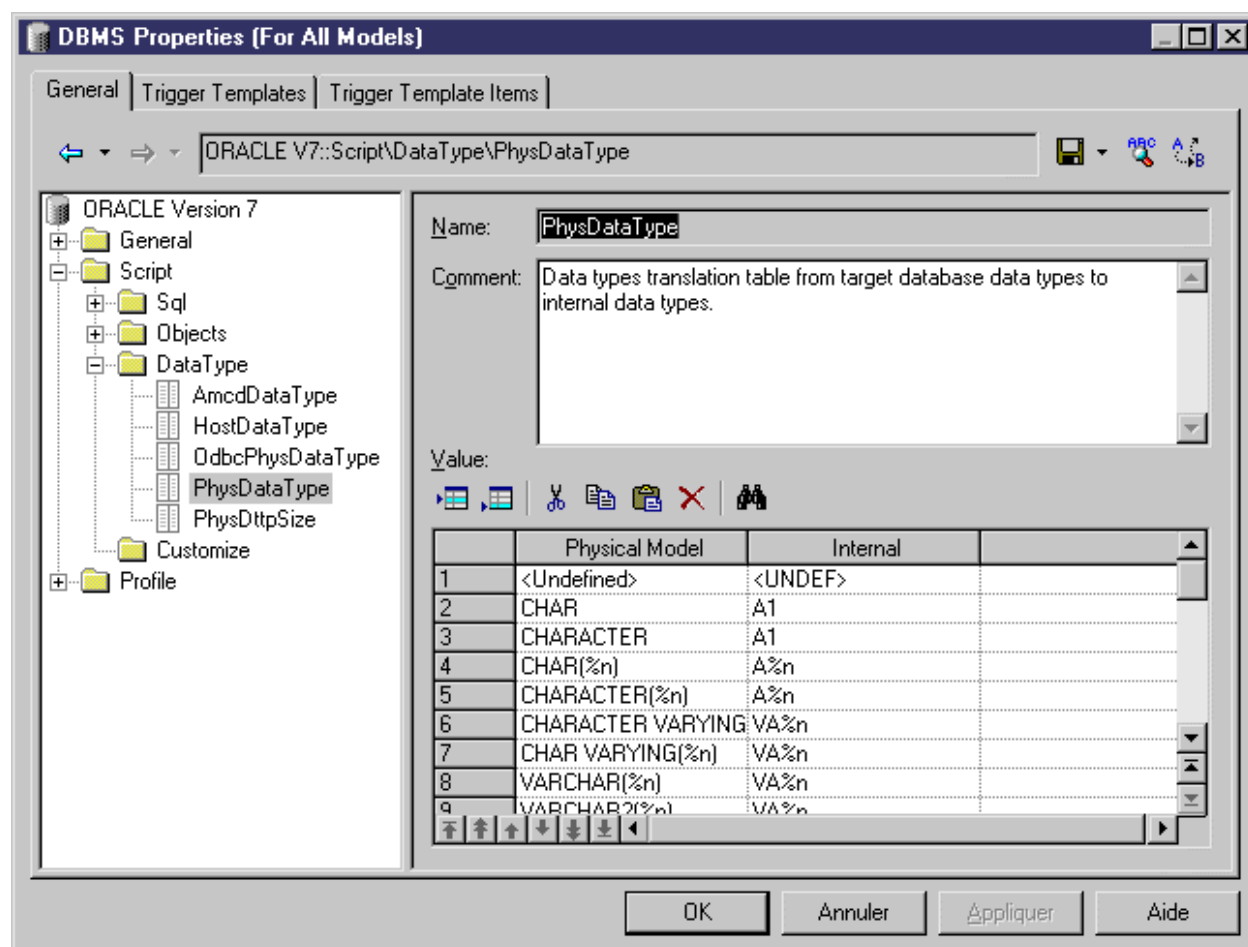 DBMS Properties (For All Models)
General Trigger Templates Trigger Template Items
ORACLE V7::Script\DataType\PhysDataType
ABC
A
B
ORACLE Version 7
General
Script
Sql
Objects
DataType
AmcdDataType
HostDataType
OdbcPhysDataType
PhysDataType
PhysDttpSize
Customize
Profile
Name: PhysDataType
Comment: Data types translation table from target database data types to
internal data types.
Value:
Physical Model Internal
1 <Undefined> <UNDEF>
2 CHAR A1
3 CHARACTER A1
4 CHAR(%n) A%n
5 CHARACTER(%n) A%n
6 CHARACTER VARYING VA%n
7 CHAR VARYING(%n) VA%n
8 VARCHAR(%n) VA%n
9 VARCHAR2(%n) VA%n
OK Annuler Appliquer Aide